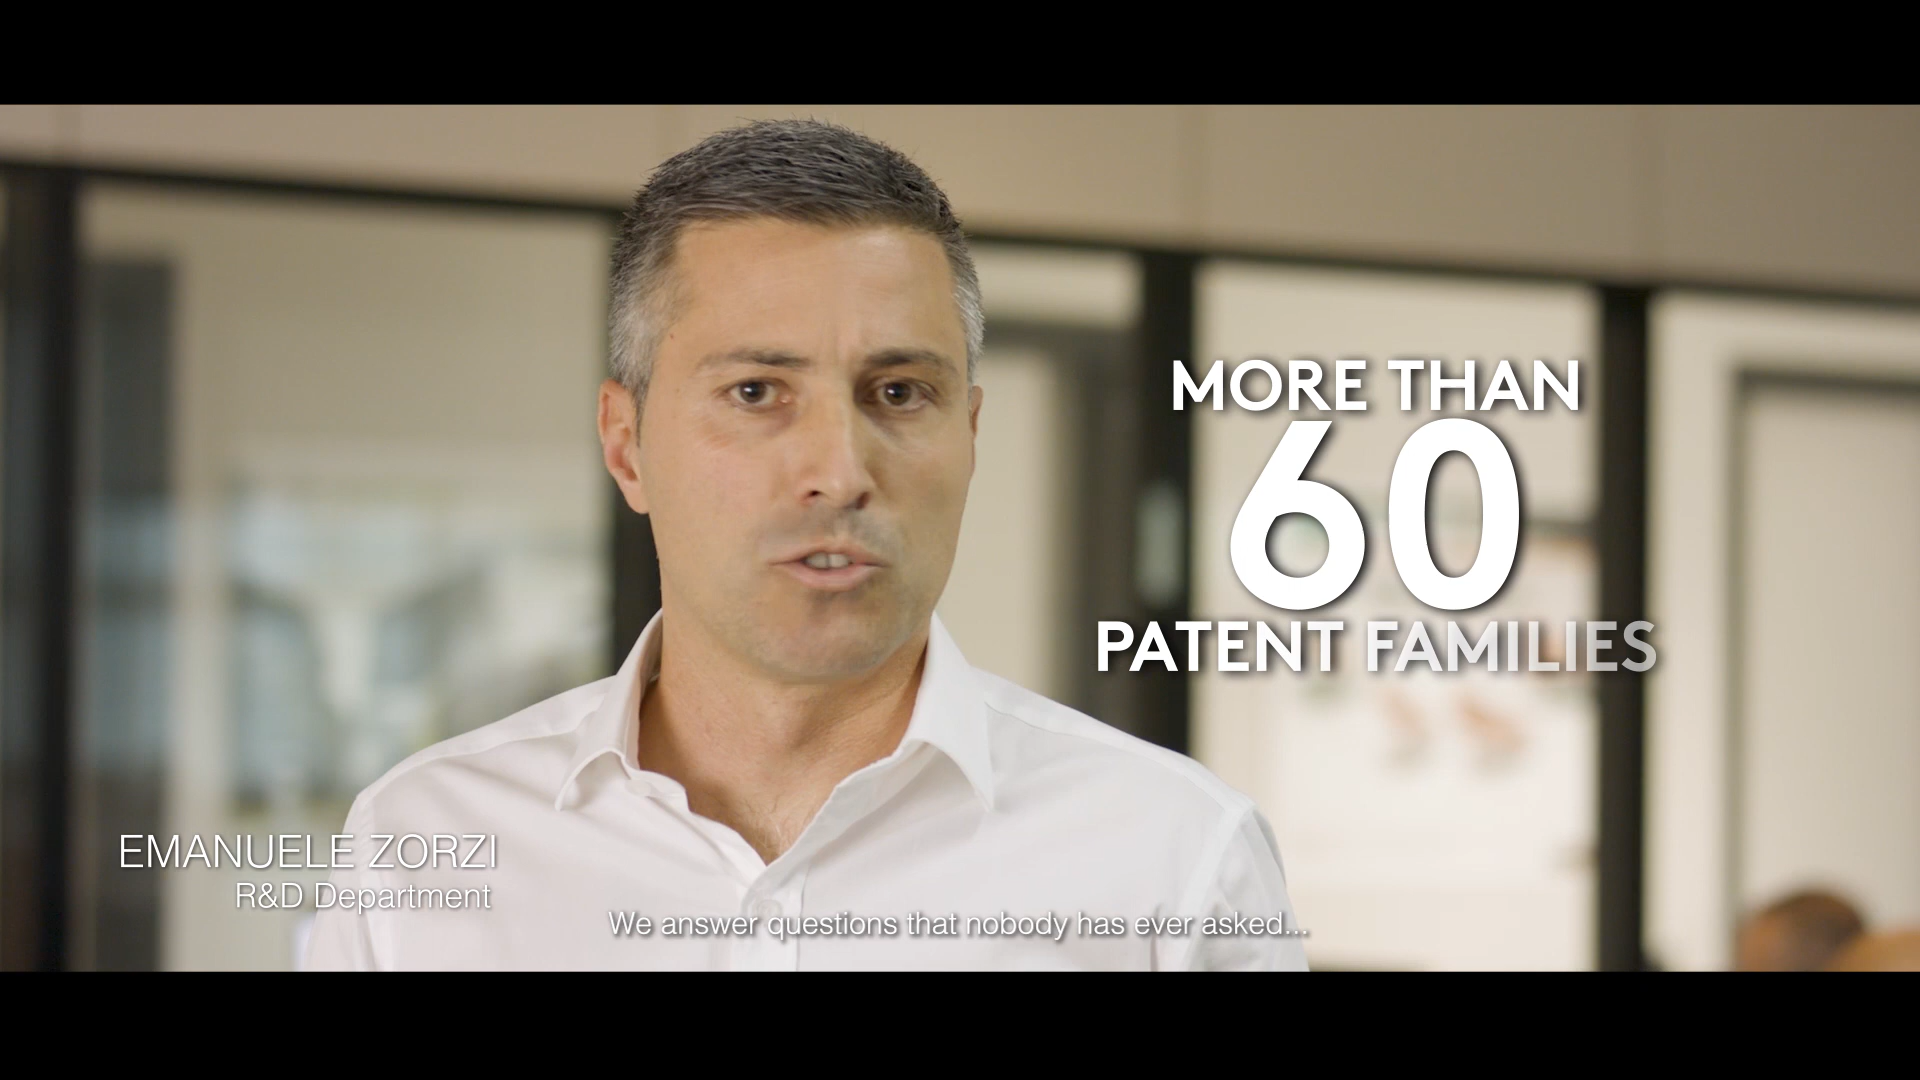 MORE THAN
60
PATENT FAMILIES
EMANUELE ZORZI
R&D Department
We answer questions that nobody has ever asked...